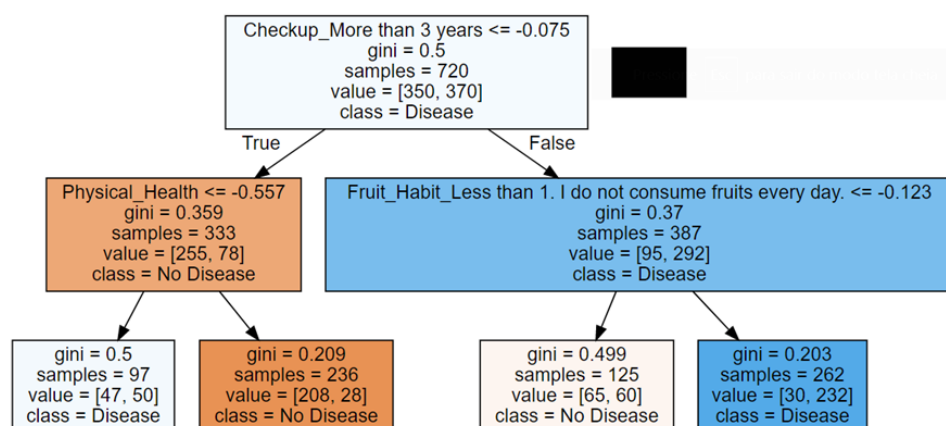 Checkup_More than 3 years <= -0.075
gini = 0.5
samples = 720
value = [350, 370]
class = Disease
True
False
Physical_Health <= -0.557
gini = 0.359
samples = 333
value = [255, 78]
class = No Disease
Fruit_Habit_Less than 1. I do not consume fruits every day. <= -0.123
gini = 0.37
samples = 387
value = [95, 292]
class = Disease
gini = 0.5
samples = 97
value = [47, 50]
class = Disease
gini = 0.209
samples = 236
value = [208, 28]
class = No Disease
gini = 0.499
samples = 125
value = [65, 60]
class = No Disease
gini = 0.203
samples = 262
value = [30, 232]
class = Disease